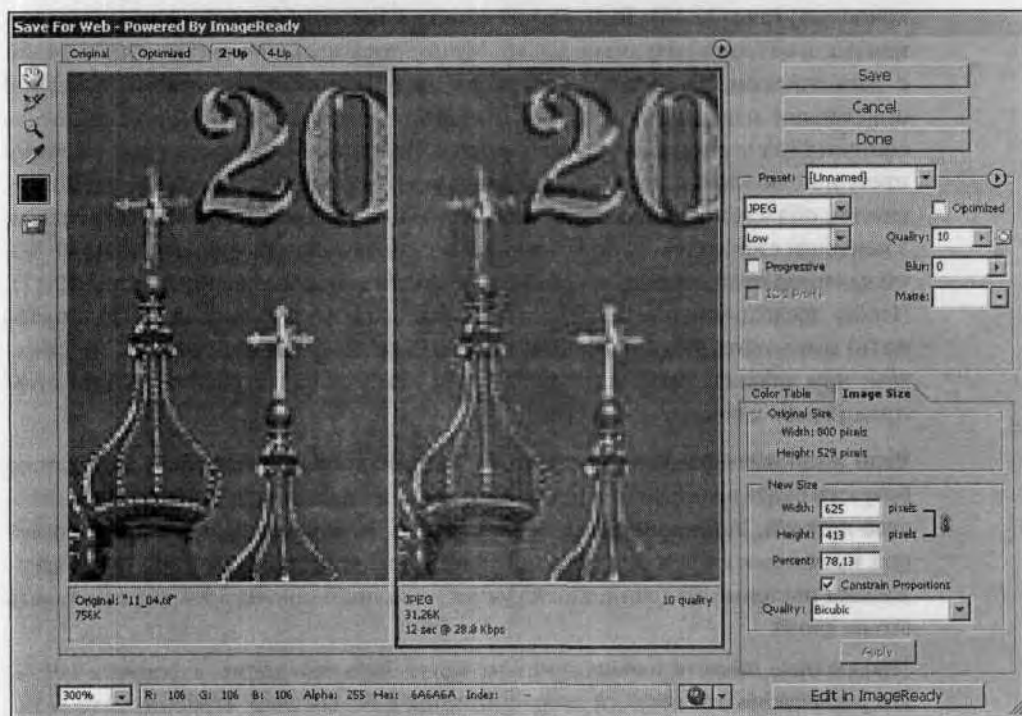 Save For Web - Powered By ImageReady
Original Optimized 2-Up 4-Up
20
20
Save
Cancel
Done
Preset: [Unnamed]
JPEG
Optimized
Low
Quality: 10
Progressive
Blur: 0
ICC Profile
Matte:
Color Table Image Size
Original Size
Width: 800 pixels
Height: 529 pixels
New Size
Width: 625 pixels
Height: 413 pixels
Percent: 78,13
Constrain Proportions
Quality: Bicubic
Apply
Original: "11_04.tif"
756K
JPEG 10 quality
31,26K
12 sec @ 28.8 Kbps
300% R: 106 G: 106 B: 106 Alpha: 255 Hex: 6A6A6A Index: --
Edit in ImageReady